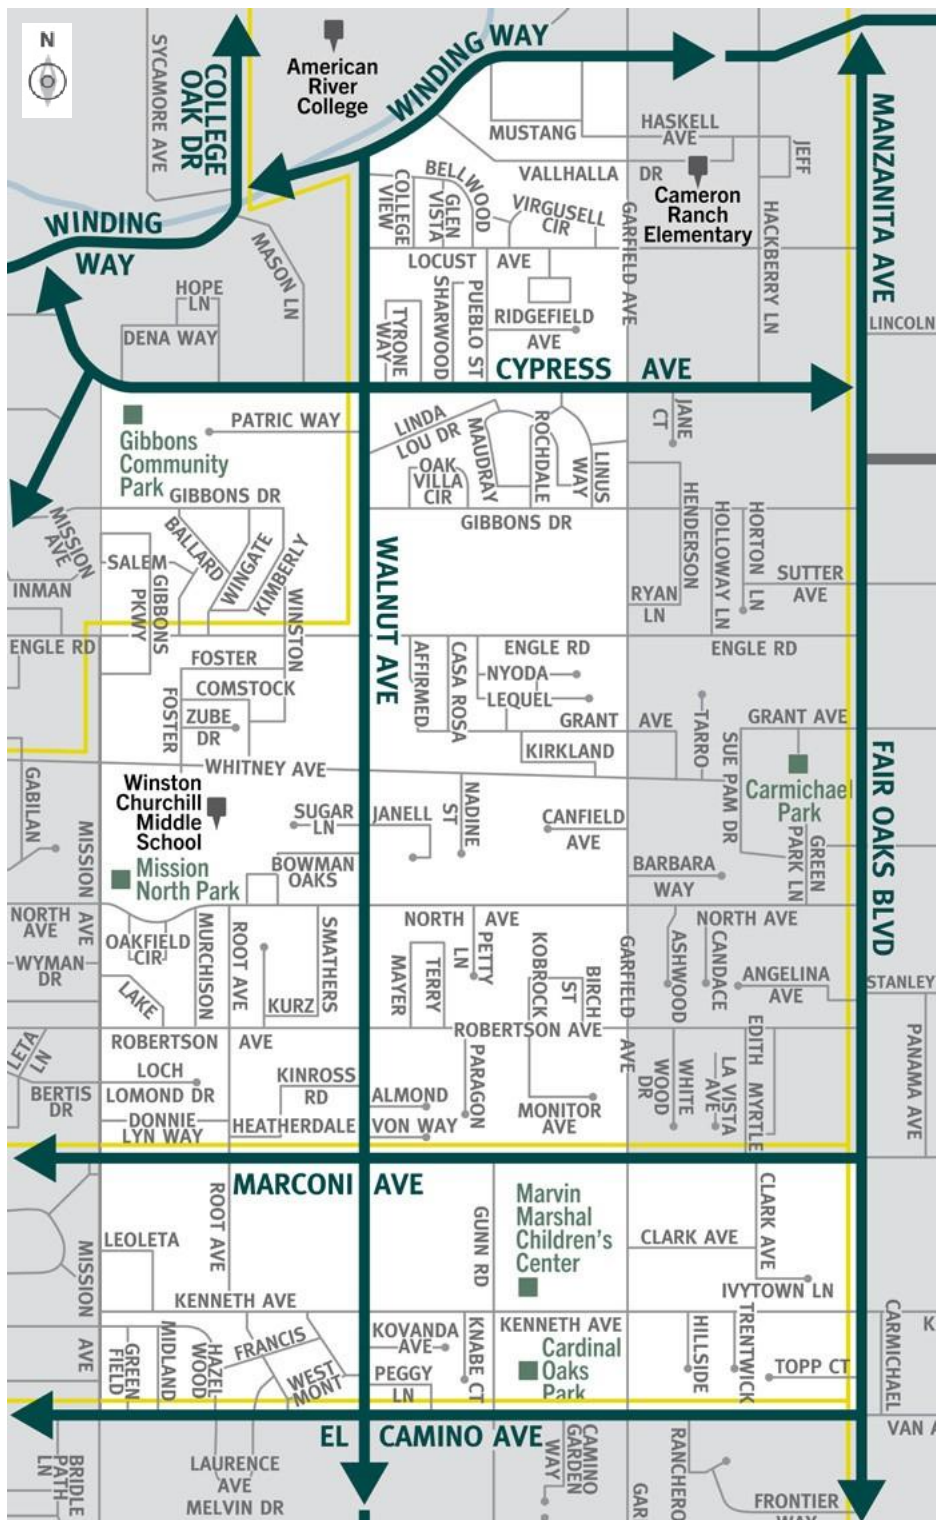 N
SYCAMORE AVE
COLLEGE
OAK DR
American
River
College
WINDING WAY
MUSTANG
HASKELL
AVE
JEFF
VALLHALLA
DR
Cameron
Ranch
Elementary
MANZANITA AVE
WINDING
WAY
MASON LN
COLLEGE
VIEW
BELLWOOD
GLEN
VISTA
VIRGUSELL
CIR
GARFIELD AVE
HACKBERRY LN
LOCUST
AVE
HOPE
LN
DENA WAY
TYRONE
WAY
SHARWOOD
PUEBLO ST
RIDGEFIELD
AVE
LINCOLN
CYPRESS
AVE
Gibbons
Community
Park
PATRIC WAY
LINDA
LOU DR
MAUDRAY
ROCHDALE
LINUS
WAY
JANE
CT
OAK
VILLA
CIR
GIBBONS DR
GIBBONS DR
MISSION
AVE
SALEM
BALLARD
WINGATE
KIMBERLY
GIBBONS
PKWY
WINSTON
WALNUT AVE
HENDERSON
HOLLOWAY LN
HORTON LN
SUTTER
AVE
INMAN
RYAN
LN
ENGLE RD
ENGLE RD
ENGLE RD
FOSTER
COMSTOCK
FOSTER
ZUBE
DR
AFFIRMED
CASA ROSA
NYODA
LEQUEL
GRANT
AVE
KIRKLAND
TARRO
SUE PAM DR
GRANT AVE
FAIR OAKS BLVD
WHITNEY AVE
GABILAN
Winston
Churchill
Middle
School
SUGAR
LN
JANELL
NADINE
ST
CANFIELD
AVE
Carmichael
Park
GREEN
PARK LN
BARBARA
WAY
MISSION
AVE
Mission
North Park
BOWMAN
OAKS
NORTH
AVE
OAKFIELD
CIR
MURCHISON
ROOT AVE
SMATHERS
NORTH
AVE
PETTY
LN
NORTH AVE
WYMAN
DR
LAKE
KURZ
MAYER
TERRY
KOBROCK
ST
BIRCH
GARFIELD
AVE
ASHWOOD
CANDACE
ANGELINA
AVE
STANLEY
ROBERTSON
AVE
ROBERTSON AVE
LETA
LN
LOCH
LOMOND DR
BERTIS
DR
KINROSS
RD
ALMOND
PARAGON
MONITOR
AVE
WHITE
WOOD
DR
LA VISTA
AVE
EDITH
MYRTLE
PANAMA AVE
DONNIE
LYN WAY
HEATHERDALE
VON WAY
MARCONI
AVE
ROOT AVE
GUNN RD
Marvin
Marshal
Children's
Center
CLARK AVE
CLARK AVE
LEOLETA
MISSION
AVE
IVYTOWN LN
KENNETH AVE
KENNETH AVE
GREEN
FIELD
MIDLAND
HAZEL
WOOD
FRANCIS
WEST
MONT
KOVANDA
AVE
KNABE CT
PEGGY
LN
Cardinal
Oaks
Park
HILLSIDE
TRENTWICK
TOPP CT
CARMICHAEL
K
EL
CAMINO AVE
VAN A
BRIDLE
PATH
LN
LAURENCE
AVE
MELVIN DR
CAMINO
GARDEN
WAY
GAR
RANCHERO
FRONTIER
WAY